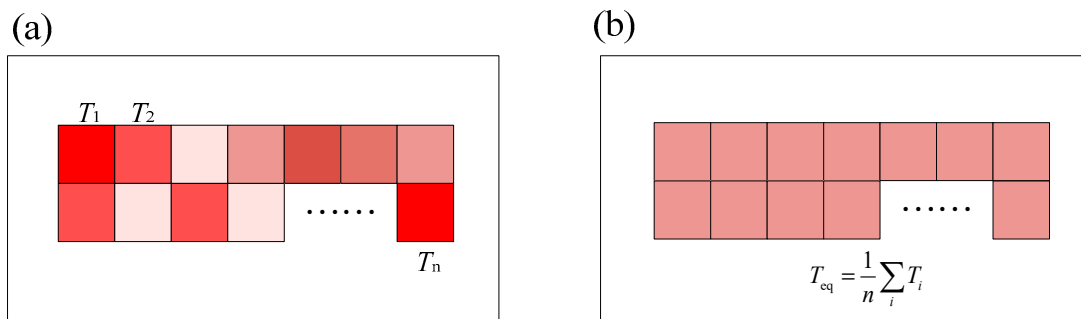 (a)
(b)
T1 T2
......
Tn
......
Teq = 1/n ∑i Ti